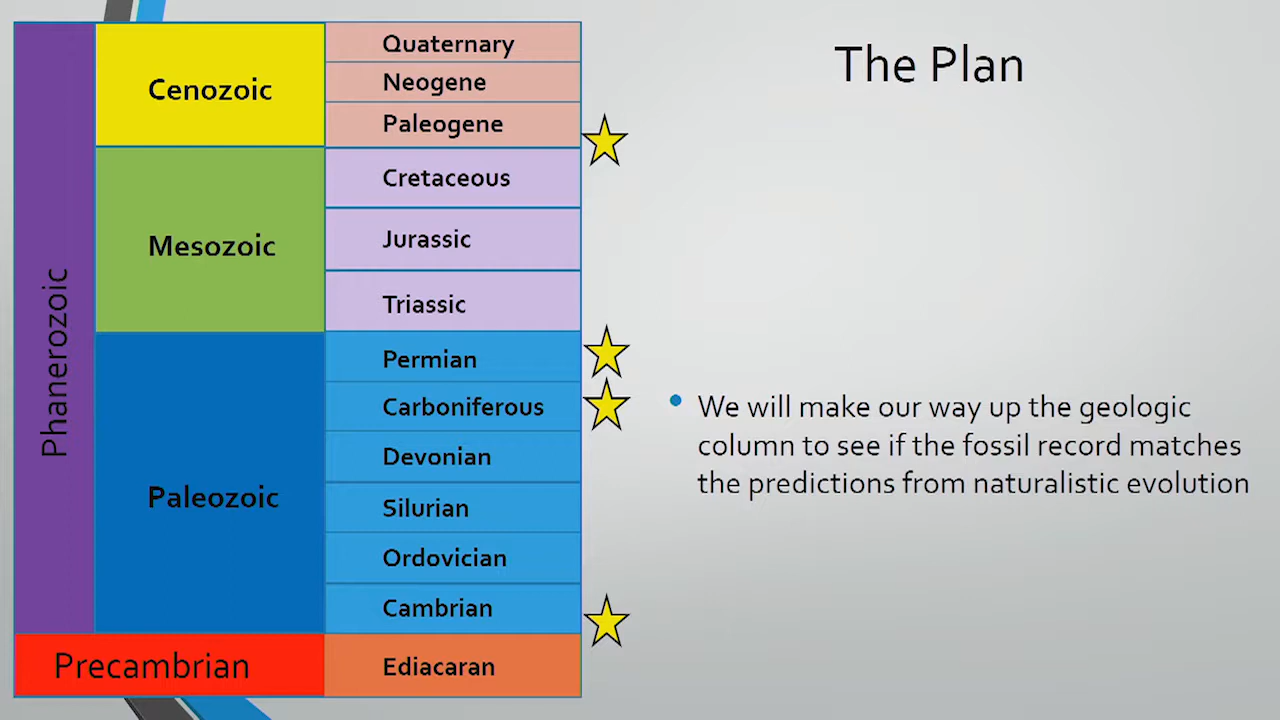 The Plan
Phanerozoic
Cenozoic
Quaternary
Neogene
Paleogene
Mesozoic
Cretaceous
Jurassic
Triassic
Paleozoic
Permian
Carboniferous
Devonian
Silurian
Ordovician
Cambrian
Precambrian
Ediacaran
• We will make our way up the geologic
column to see if the fossil record matches
the predictions from naturalistic evolution